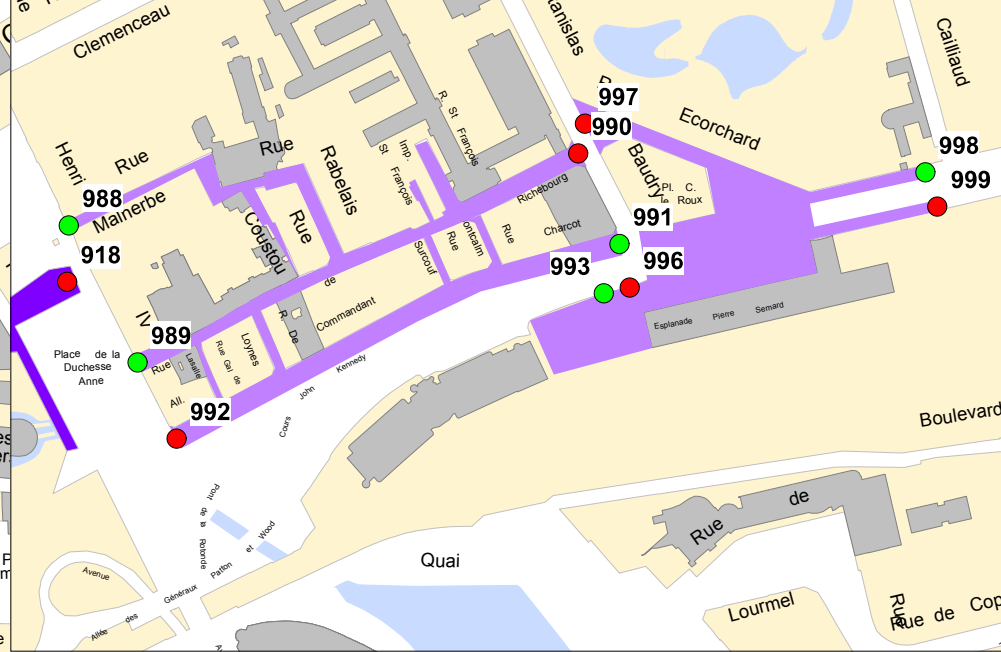 Clemenceau
Stanislas
Cailliaud
Henri
Rue
Rue
Mainerbe
Rabelais
Imp.
St
François
R. St
François
997
990
Ecorchard
Baudry
998
999
988
918
Coustou
Rue
Richebourg
Pl. C.
le Roux
991
993
996
Charcot
Rue
Rue
Surcouf
de
Commandant
IV
989
Rue
Lasalle
All.
Rue Gal de
Loynes
R. De
Place de la
Duchesse
Anne
992
Cours
John
Kennedy
Esplanade Pierre Semard
Boulevard
Pont
de la
Rotonde
Rue de
Avenue
Allée des
Généraux Patton et Wood
Quai
Lourmel
Rue
Rue de Cop